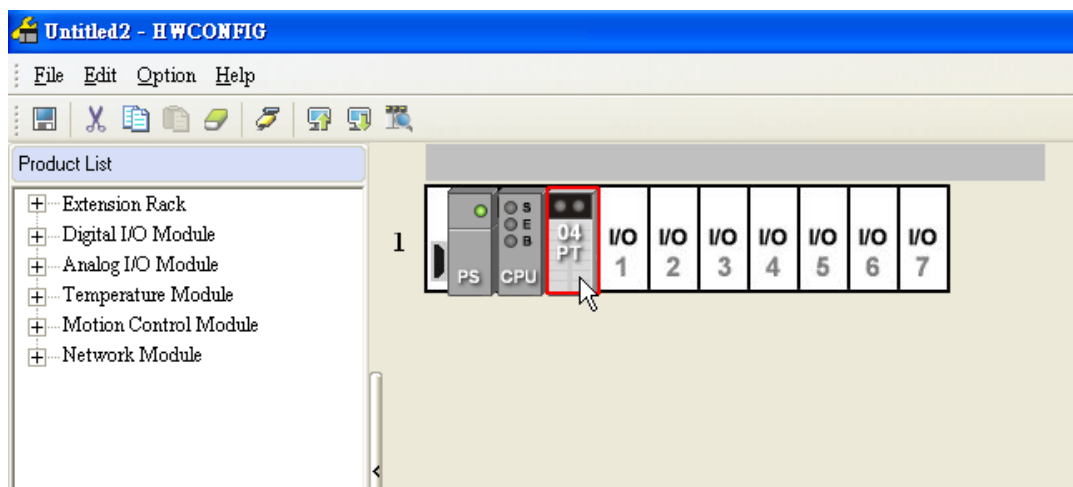 Untitled2 - HWCONFIG
File Edit Option Help
Product List
Extension Rack
Digital I/O Module
Analog I/O Module
Temperature Module
Motion Control Module
Network Module
1
PS
S
E
B
CPU
04
PT
I/O
1
I/O
2
I/O
3
I/O
4
I/O
5
I/O
6
I/O
7